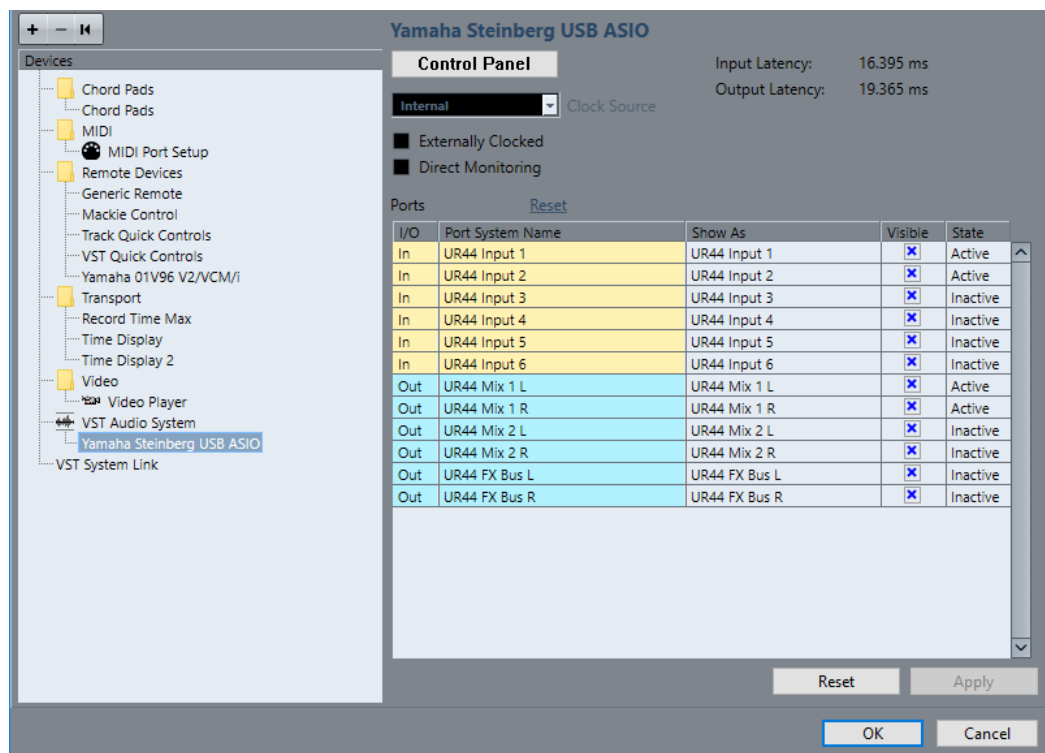 Yamaha Steinberg USB ASIO
Devices
Chord Pads
Chord Pads
MIDI
MIDI Port Setup
Remote Devices
Generic Remote
Mackie Control
Track Quick Controls
VST Quick Controls
Yamaha 01V96 V2/VCM/i
Transport
Record Time Max
Time Display
Time Display 2
Video
Video Player
VST Audio System
Yamaha Steinberg USB ASIO
VST System Link
Control Panel
Input Latency: 16.395 ms
Output Latency: 19.365 ms
Internal Clock Source
Externally Clocked
Direct Monitoring
Ports Reset
I/O Port System Name Show As Visible State
In UR44 Input 1 UR44 Input 1 Active
In UR44 Input 2 UR44 Input 2 Active
In UR44 Input 3 UR44 Input 3 Inactive
In UR44 Input 4 UR44 Input 4 Inactive
In UR44 Input 5 UR44 Input 5 Inactive
In UR44 Input 6 UR44 Input 6 Inactive
Out UR44 Mix 1 L UR44 Mix 1 L Active
Out UR44 Mix 1 R UR44 Mix 1 R Active
Out UR44 Mix 2 L UR44 Mix 2 L Inactive
Out UR44 Mix 2 R UR44 Mix 2 R Inactive
Out UR44 FX Bus L UR44 FX Bus L Inactive
Out UR44 FX Bus R UR44 FX Bus R Inactive
Reset Apply
OK Cancel